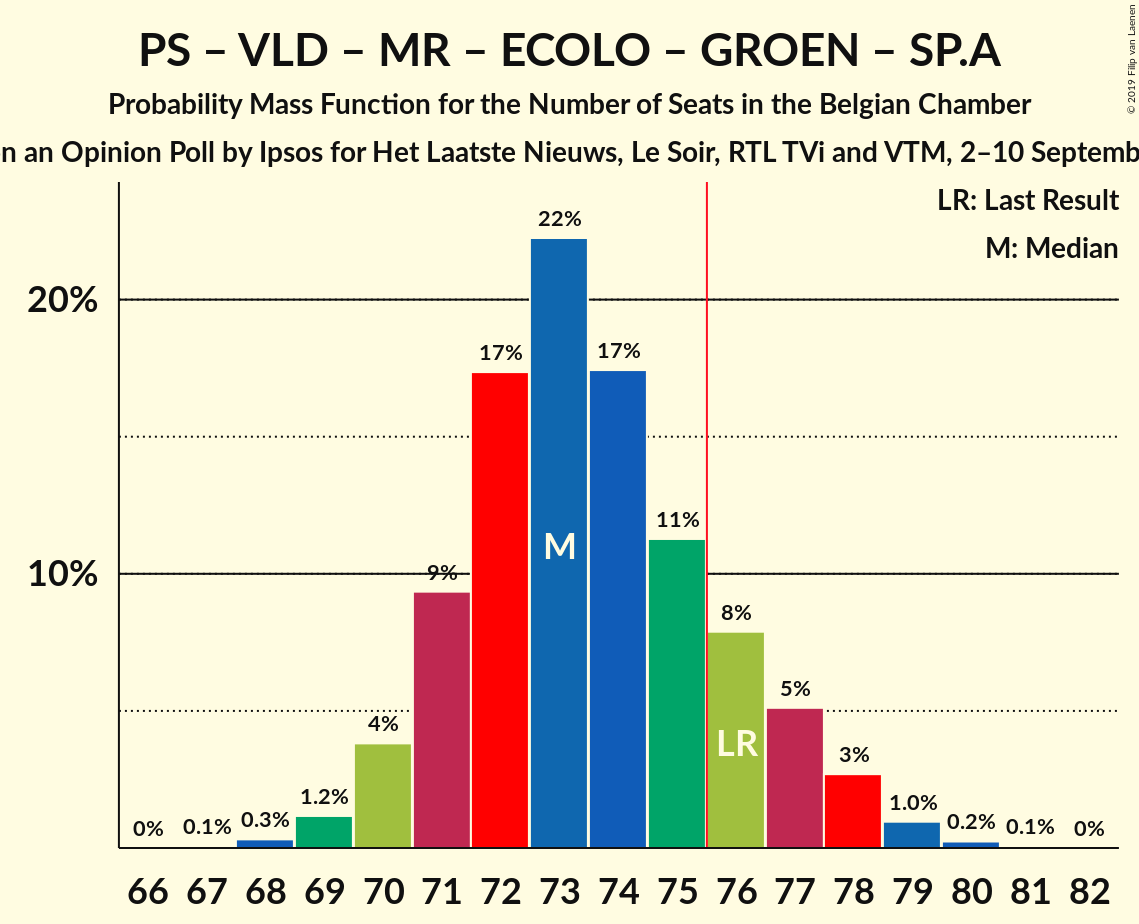 PS – VLD – MR – ECOLO – GROEN – SP.A
Probability Mass Function for the Number of Seats in the Belgian Chamber
an Opinion Poll by Ipsos for Het Laatste Nieuws, Le Soir, RTL TVi and VTM, 2–10
© 2019 Filip van Laenen
LR: Last Result
M: Median
22%
20%
17% 17%
11%
M
10%
9%
8%
5%
4%
LR
3%
1.2%
1.0%
0% 0.1% 0.3%
0.2% 0.1% 0%
66 67 68 69 70 71 72 73 74 75 76 77 78 79 80 81 82